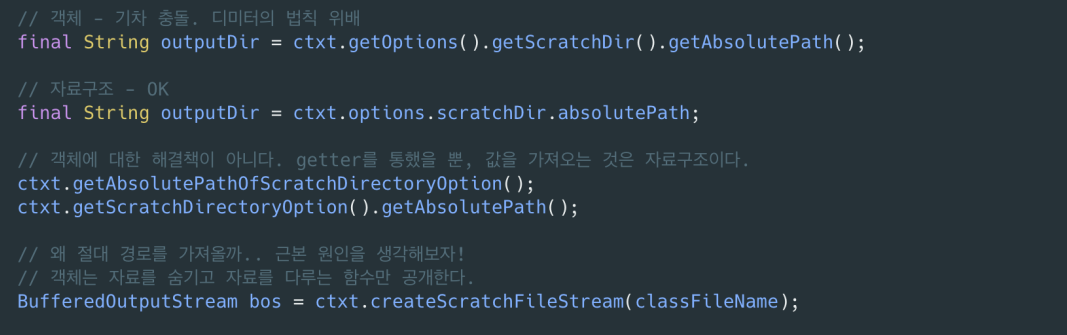 // 객체 - 기차 충돌. 디미터의 법칙 위배
final String outputDir = ctxt.getOptions().getScratchDir().getAbsolutePath();
// 자료구조 - OK
final String outputDir = ctxt.options.scratchDir.absolutePath;
// 객체에 대한 해결책이 아니다. getter를 통했을 뿐, 값을 가져오는 것은 자료구조이다.
ctxt.getAbsolutePathOfScratchDirectoryOption();
ctxt.getScratchDirectoryOption().getAbsolutePath();
// 왜 절대 경로를 가져올까.. 근본 원인을 생각해보자!
// 객체는 자료를 숨기고 자료를 다루는 함수만 공개한다.
BufferedOutputStream bos = ctxt.createScratchFileStream(classFileName);